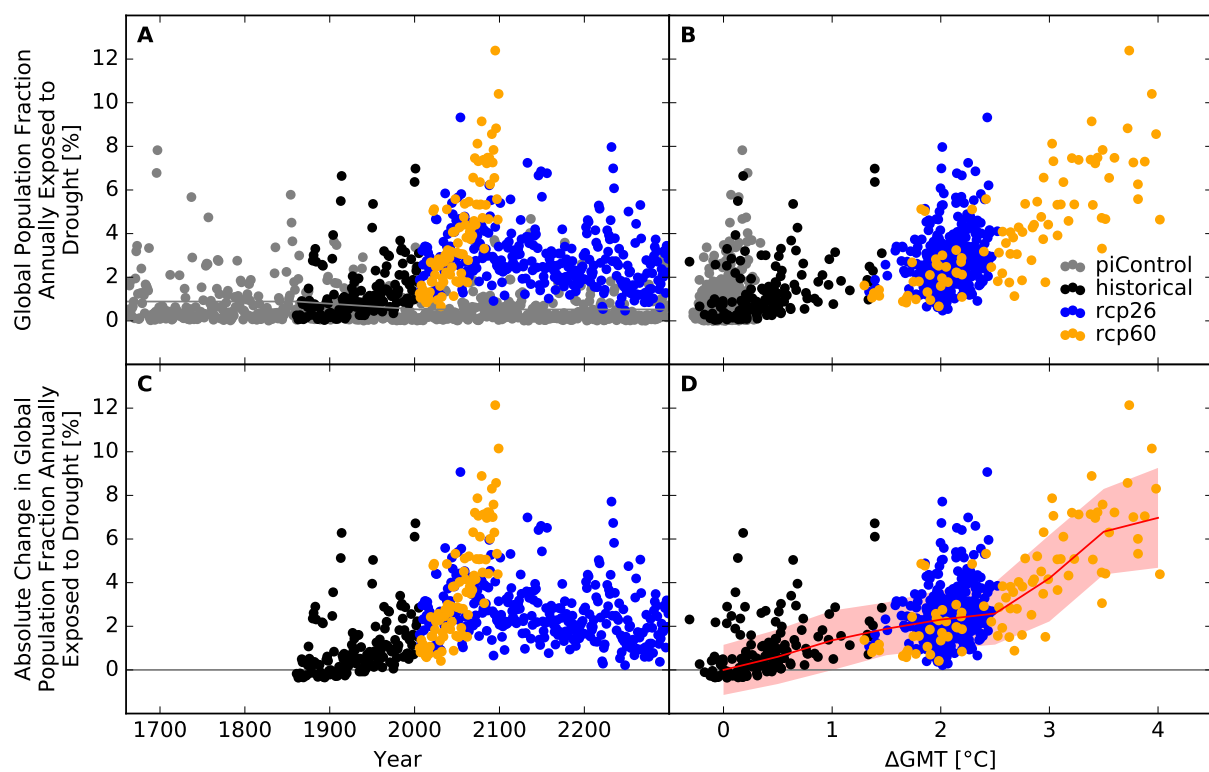 A
B
Global Population Fraction
Annually Exposed to
Drought [%]
12
10
8
6
4
2
0
piControl
historical
rcp26
rcp60
C
D
Absolute Change in Global
Population Fraction Annually
Exposed to Drought [%]
12
10
8
6
4
2
0
1700 1800 1900 2000 2100 2200
0 1 2 3 4
Year
ΔGMT [°C]